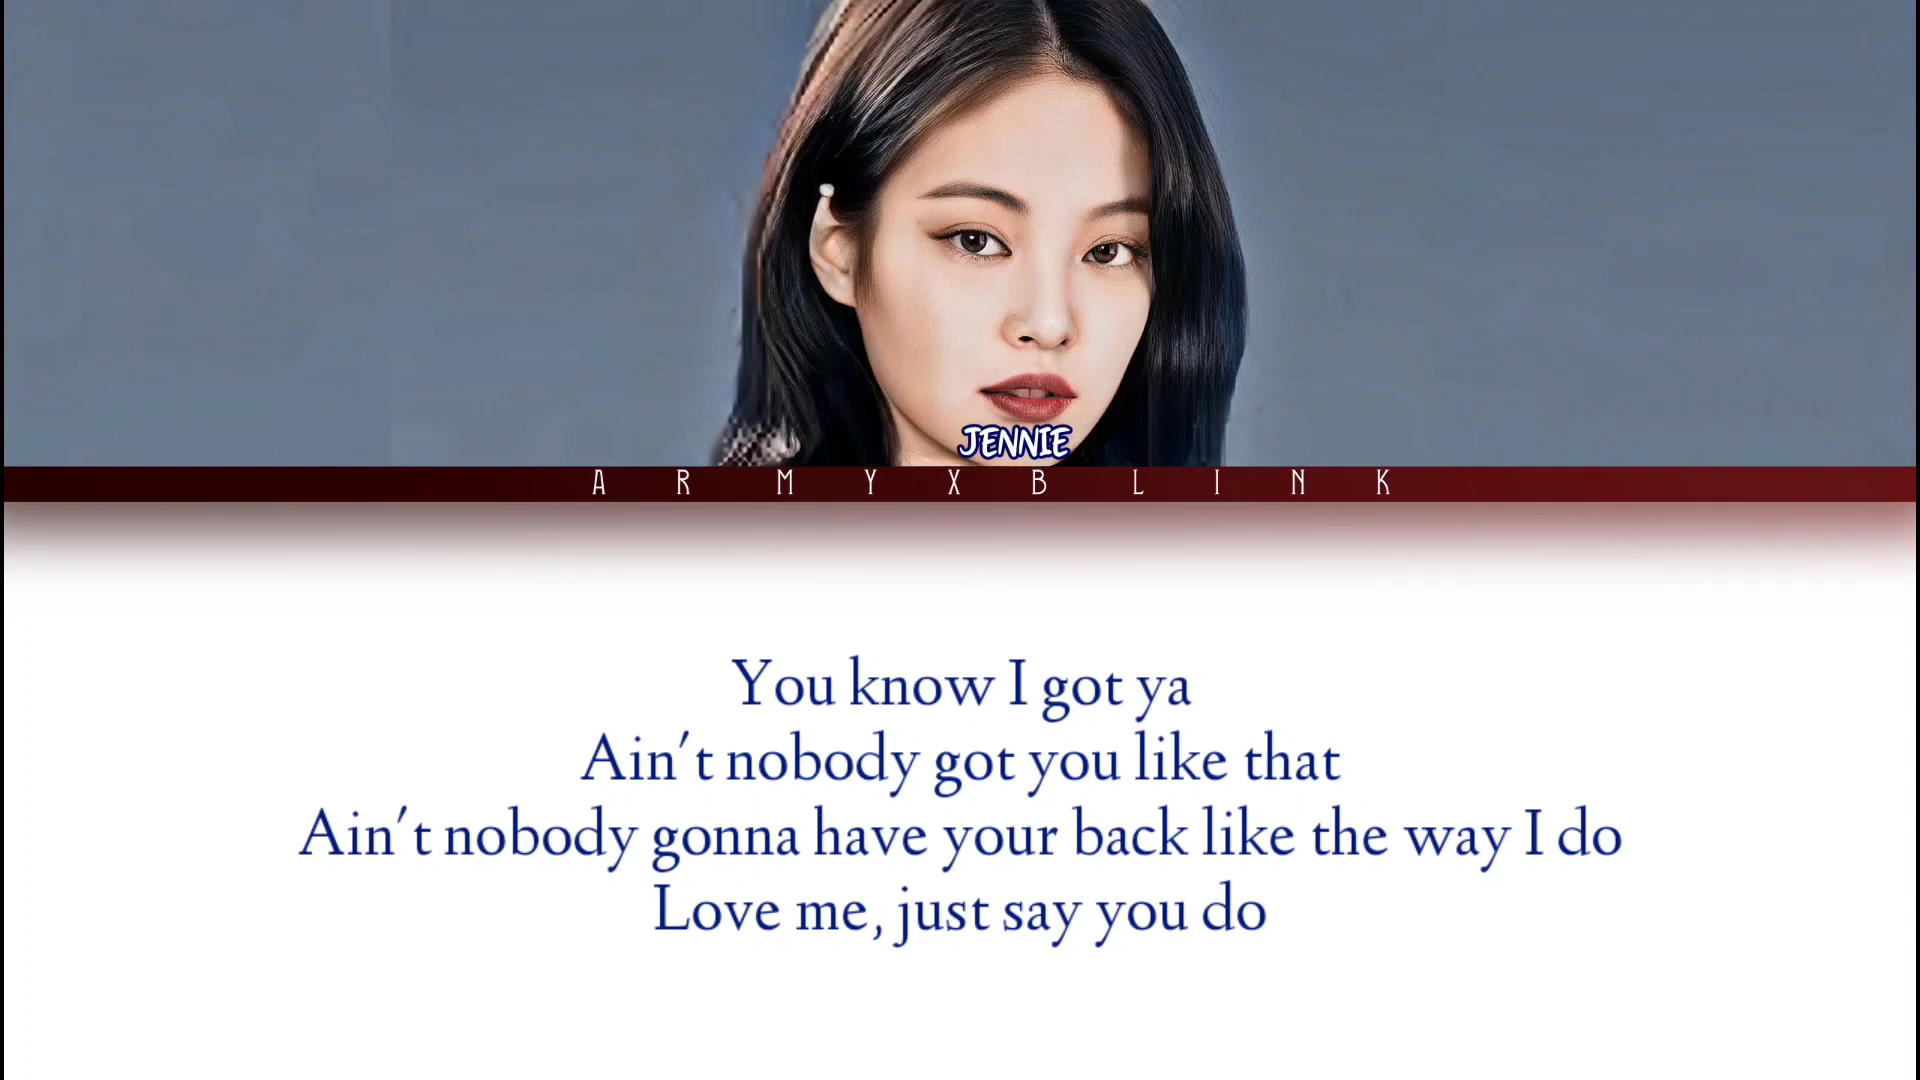 JENNIE
ARMYXBLINK
You know I got ya
Ain't nobody got you like that
Ain't nobody gonna have your back like the way I do
Love me, just say you do